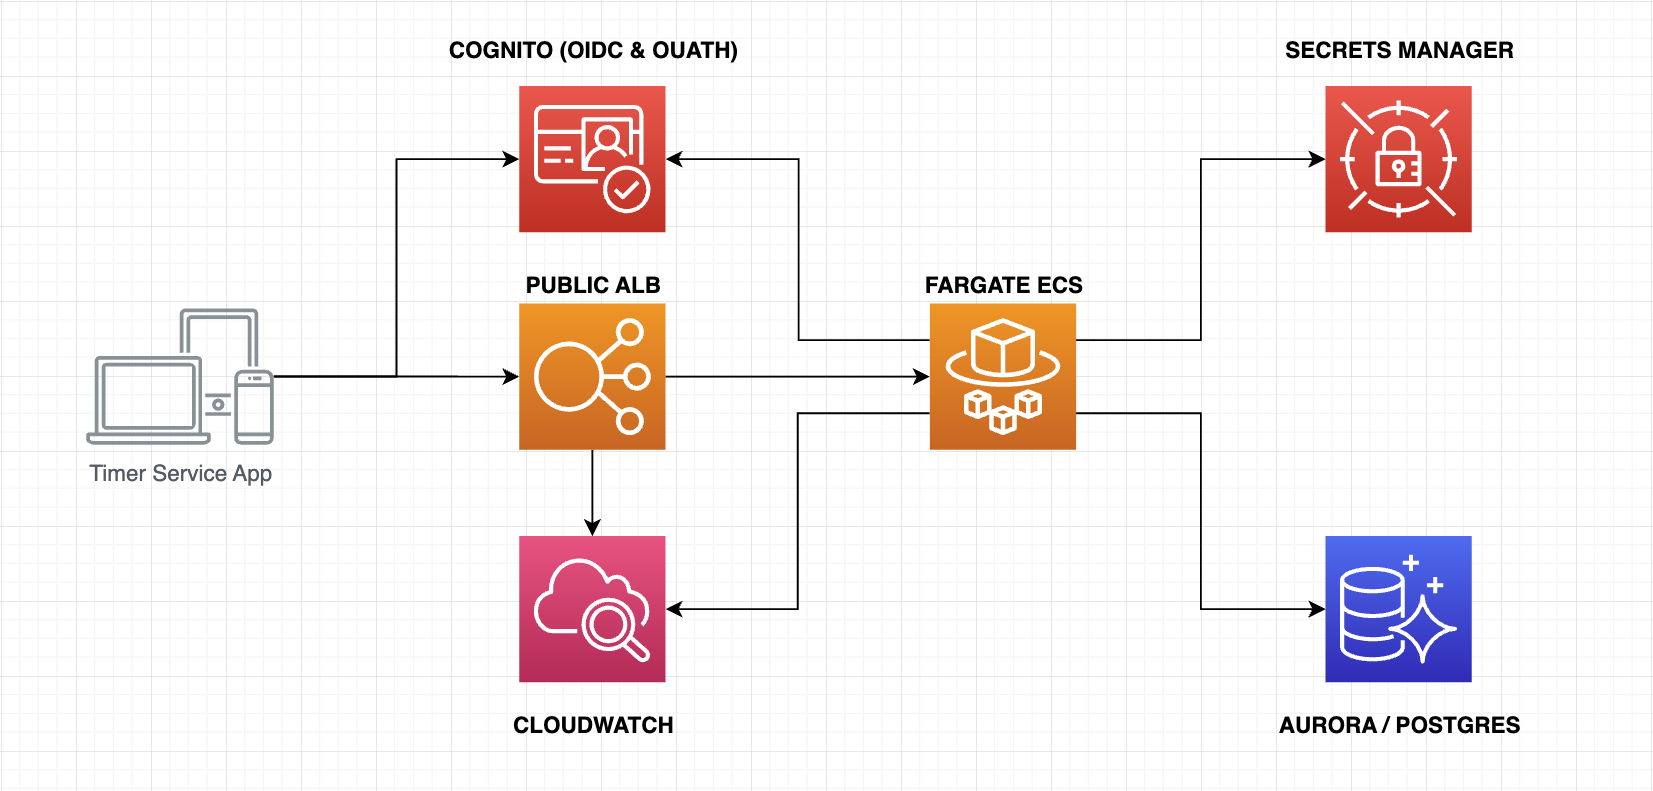 COGNITO (OIDC & OUATH)
SECRETS MANAGER
PUBLIC ALB
FARGATE ECS
Timer Service App
CLOUDWATCH
AURORA / POSTGRES